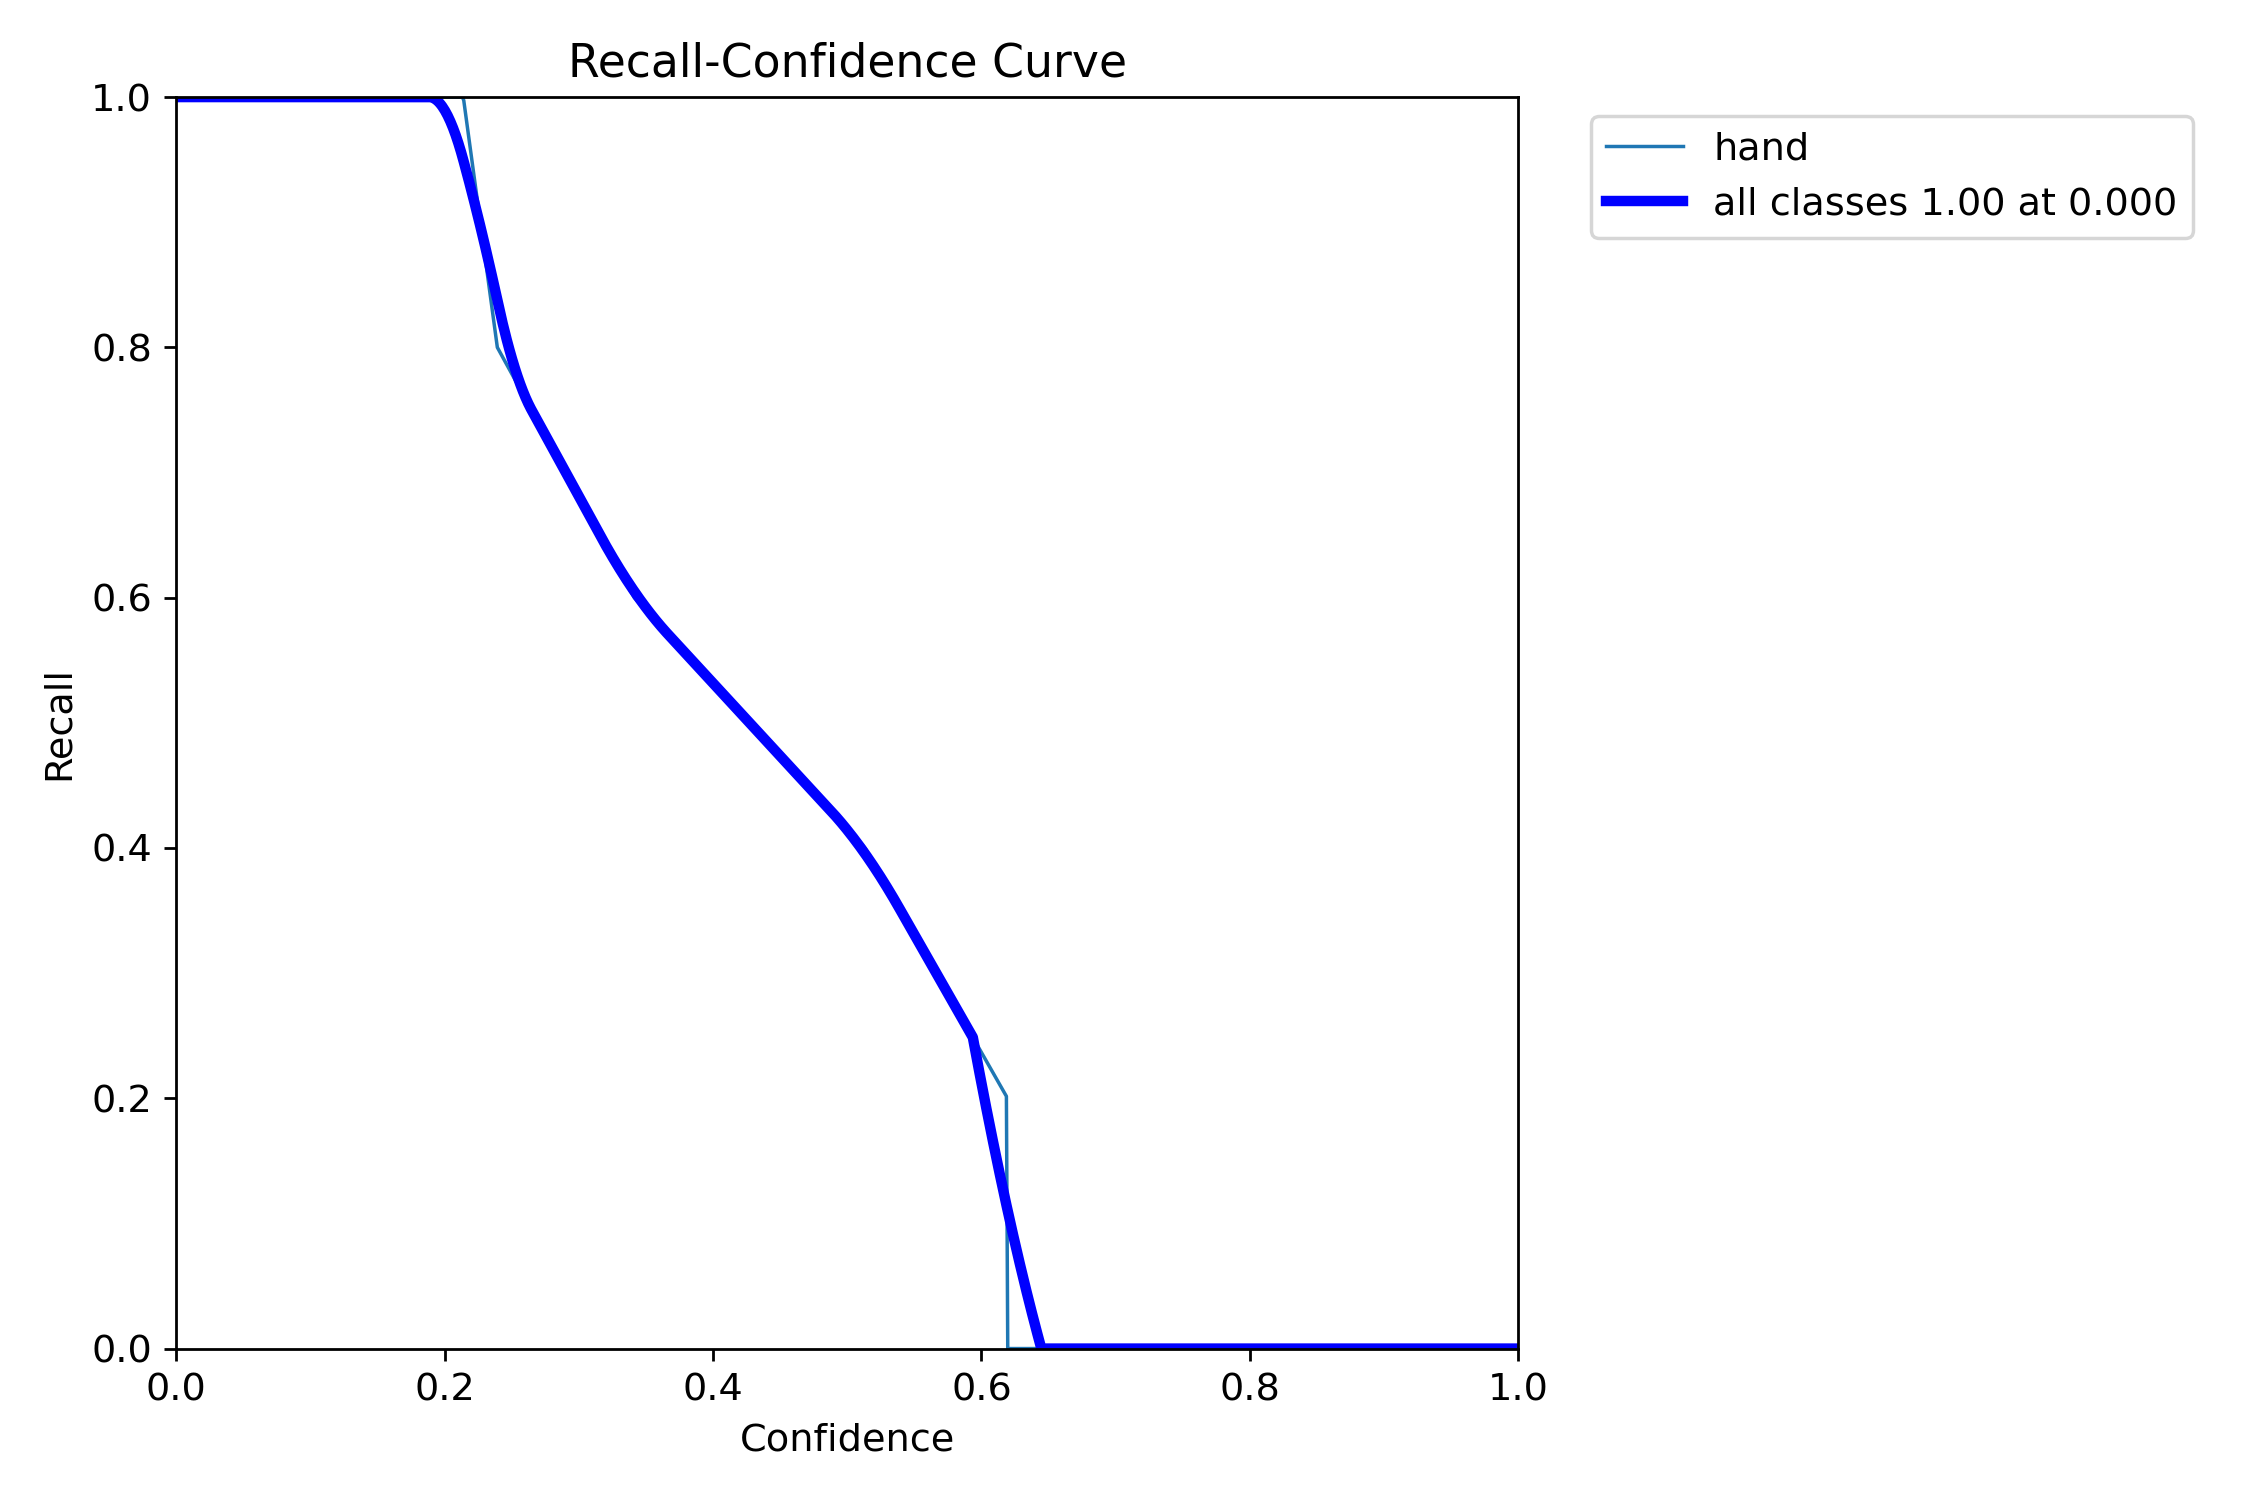 Recall-Confidence Curve
1.0
0.8
0.6
0.4
0.2
0.0
Recall
0.0 0.2 0.4 0.6 0.8 1.0
Confidence
hand
all classes 1.00 at 0.000